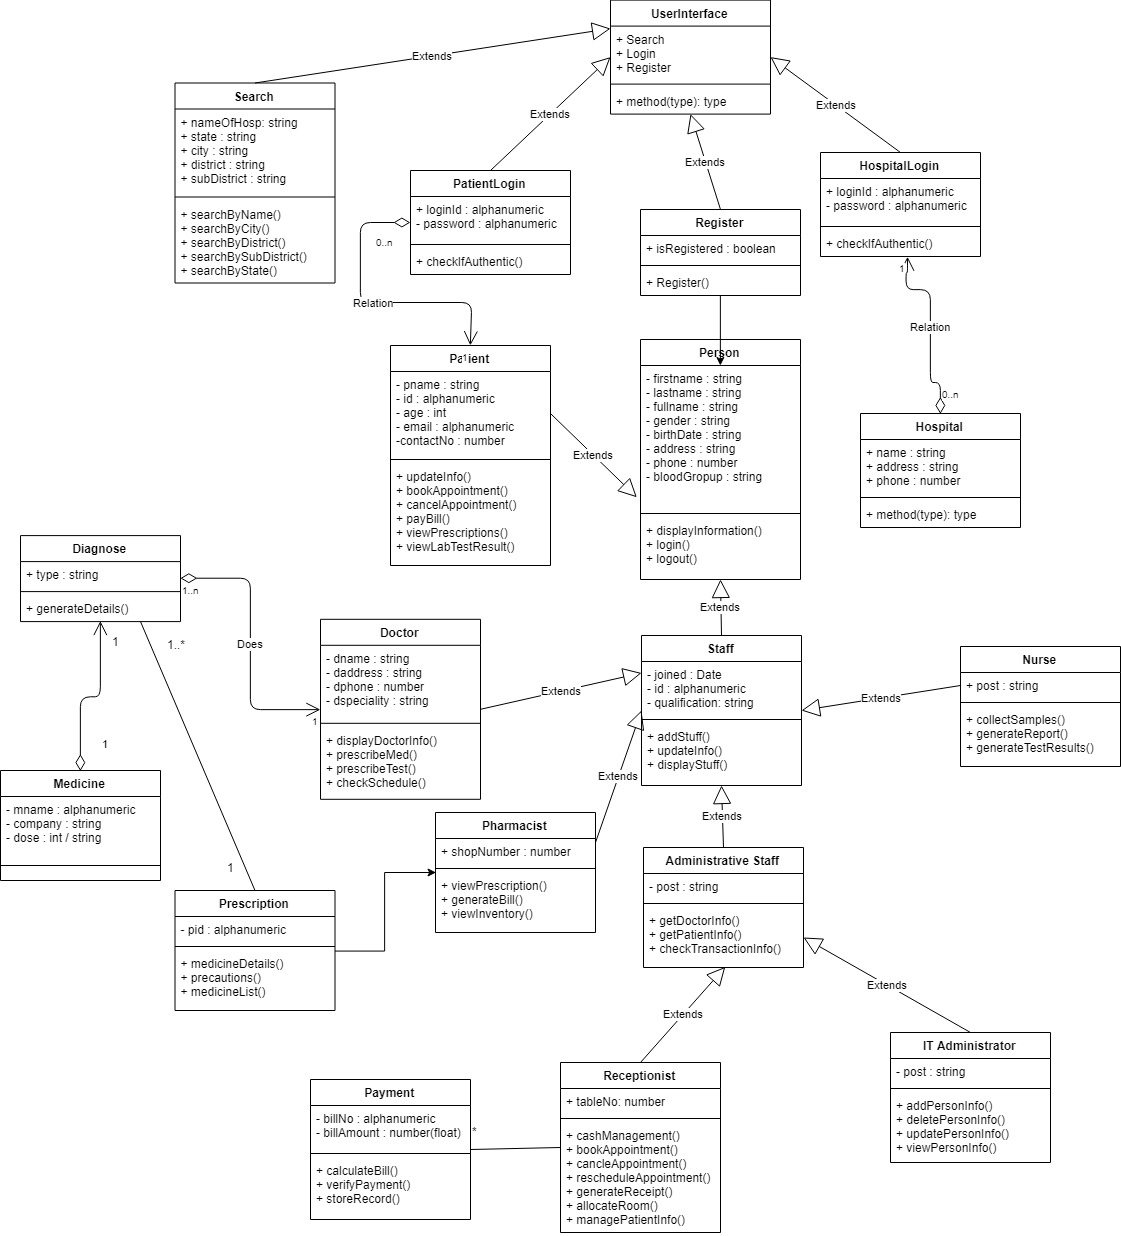 UserInterface
+ Search
+ Login
+ Register
+ method(type): type
Extends
Extends
Extends
Extends
Search
+ nameOfHosp: string
+ state : string
+ city : string
+ district : string
+ subDistrict : string
+ searchByName()
+ searchByCity()
+ searchByDistrict()
+ searchBySubDistrict()
+ searchByState()
PatientLogin
+ loginId : alphanumeric
- password : alphanumeric
+ checkIfAuthentic()
Register
+ isRegistered : boolean
+ Register()
HospitalLogin
+ loginId : alphanumeric
- password : alphanumeric
+ checkIfAuthentic()
0..n
Relation
1
1
Relation
0..n
Patient
- pname : string
- id : alphanumeric
- age : int
- email : alphanumeric
-contactNo : number
+ updateInfo()
+ bookAppointment()
+ cancelAppointment()
+ payBill()
+ viewPrescriptions()
+ viewLabTestResult()
Extends
Person
- firstname : string
- lastname : string
- fullname : string
- gender : string
- birthDate : string
- address : string
- phone : number
- bloodGropup : string
+ displayInformation()
+ login()
+ logout()
Hospital
+ name : string
+ address : string
+ phone : number
+ method(type): type
Diagnose
+ type : string
+ generateDetails()
1..n
Does
1
1
1..*
1
1
Extends
Doctor
- dname : string
- daddress : string
- dphone : number
- dspeciality : string
+ displayDoctorInfo()
+ prescribeMed()
+ prescribeTest()
+ checkSchedule()
Extends
Staff
- joined : Date
- id : alphanumeric
- qualification: string
+ addStuff()
+ updateInfo()
+ displayStuff()
Extends
Nurse
+ post : string
+ collectSamples()
+ generateReport()
+ generateTestResults()
Medicine
- mname : alphanumeric
- company : string
- dose : int / string
Extends
Extends
Pharmacist
+ shopNumber : number
+ viewPrescription()
+ generateBill()
+ viewInventory()
Administrative Staff
- post : string
+ getDoctorInfo()
+ getPatientInfo()
+ checkTransactionInfo()
Prescription
- pid : alphanumeric
+ medicineDetails()
+ precautions()
+ medicineList()
Extends
Extends
IT Administrator
- post : string
+ addPersonInfo()
+ deletePersonInfo()
+ updatePersonInfo()
+ viewPersonInfo()
Payment
- billNo : alphanumeric
- billAmount : number(float)
+ calculateBill()
+ verifyPayment()
+ storeRecord()
*
Receptionist
+ tableNo: number
+ cashManagement()
+ bookAppointment()
+ cancleAppointment()
+ rescheduleAppointment()
+ generateReceipt()
+ allocateRoom()
+ managePatientInfo()